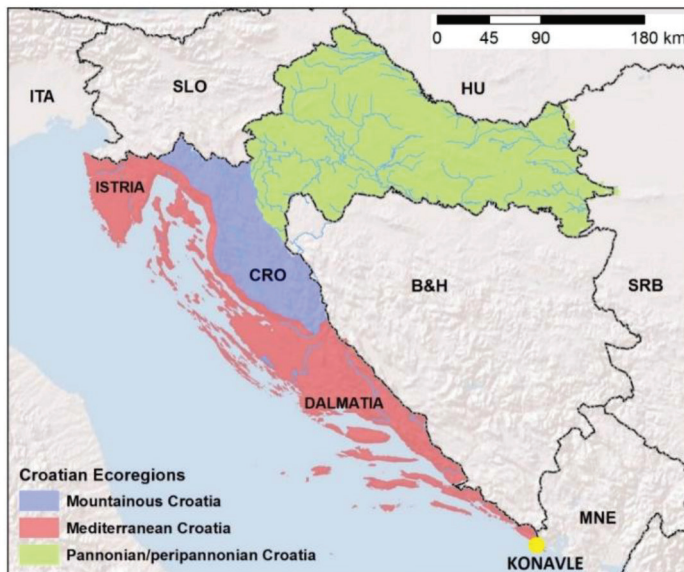 0 45 90 180 km
ITA
SLO
HU
ISTRIA
CRO
B&H
SRB
DALMATIA
MNE
KONAVLE
Croatian Ecoregions
Mountainous Croatia
Mediterranean Croatia
Pannonian/peripannonian Croatia